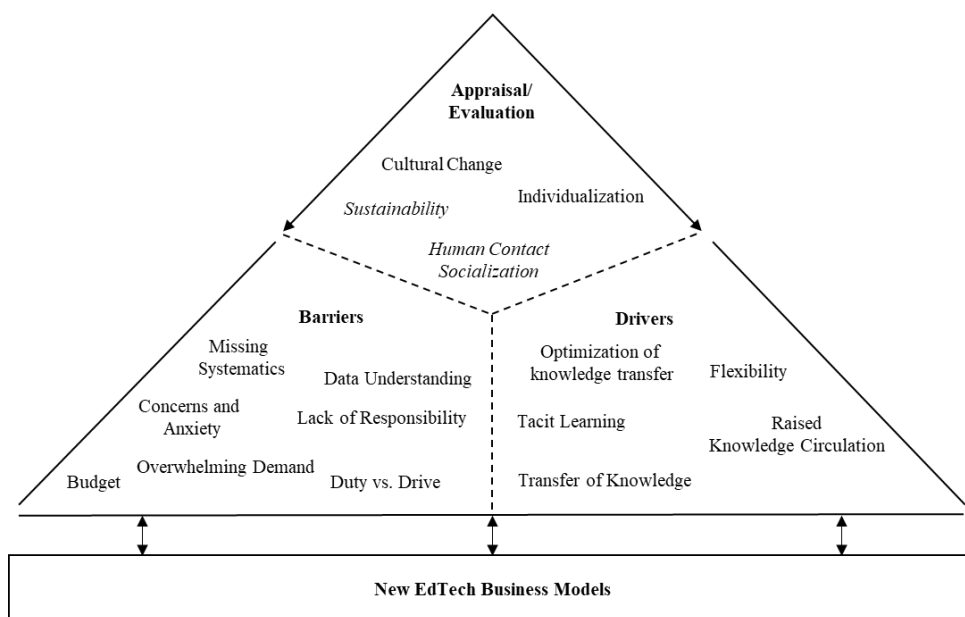 Appraisal/
Evaluation
Cultural Change
Individualization
Sustainability
Human Contact
Socialization
Barriers
Missing
Systematics
Data Understanding
Concerns and
Anxiety
Lack of Responsibility
Overwhelming Demand
Budget
Duty vs. Drive
Drivers
Optimization of
knowledge transfer
Flexibility
Tacit Learning
Raised
Knowledge Circulation
Transfer of Knowledge
New EdTech Business Models